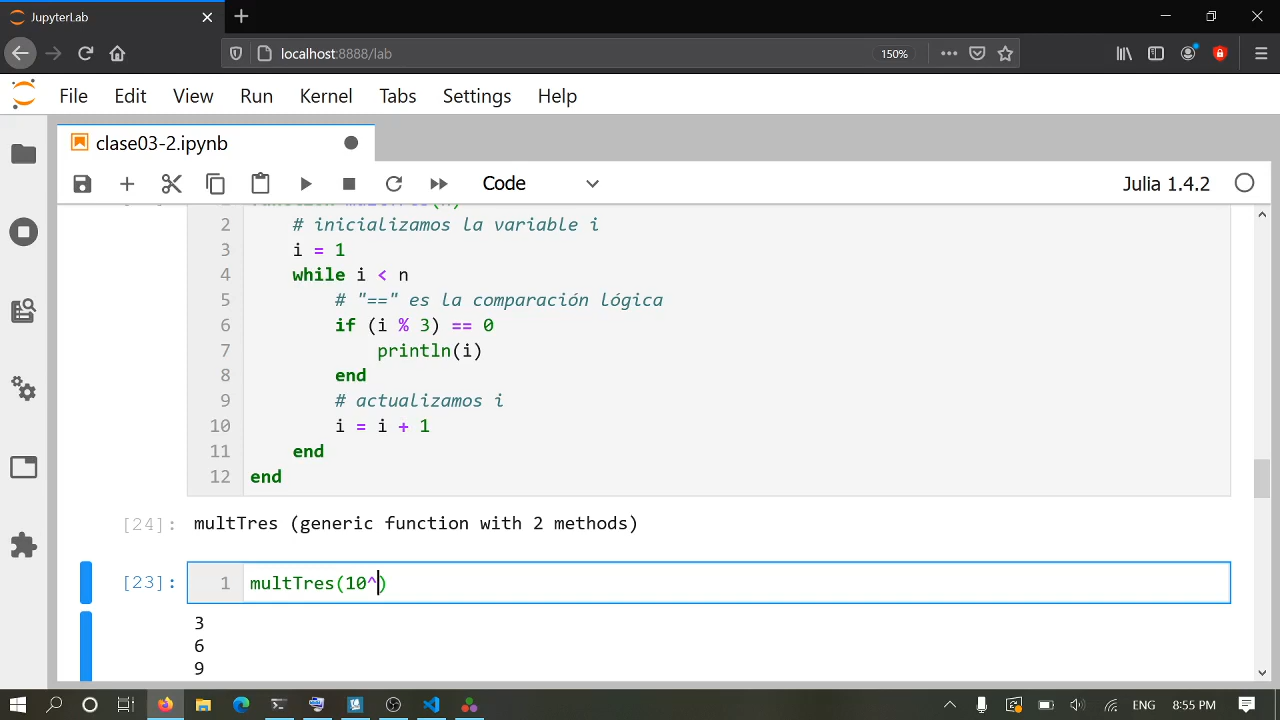 JupyterLab
localhost:8888/lab
150%
File Edit View Run Kernel Tabs Settings Help
clase03-2.ipynb
Code
Julia 1.4.2
2 # inicializamos la variable i
3 i = 1
4 while i < n
5 # "==" es la comparación lógica
6 if (i % 3) == 0
7 println(i)
8 end
9 # actualizamos i
10 i = i + 1
11 end
12 end
[24]: multTres (generic function with 2 methods)
[23]: 1 multTres(10^)
3
6
9
ENG 8:55 PM